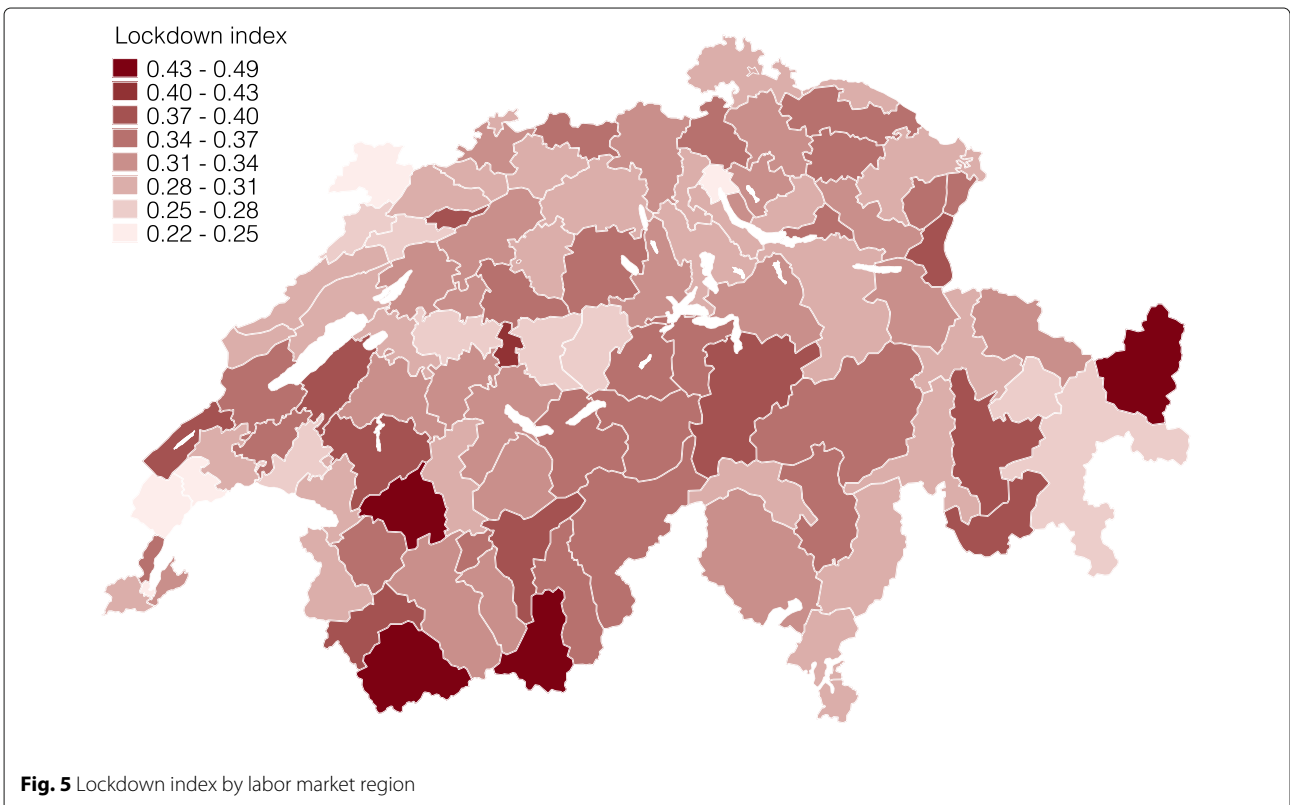 Lockdown index
0.43 - 0.49
0.40 - 0.43
0.37 - 0.40
0.34 - 0.37
0.31 - 0.34
0.28 - 0.31
0.25 - 0.28
0.22 - 0.25
Fig. 5 Lockdown index by labor market region